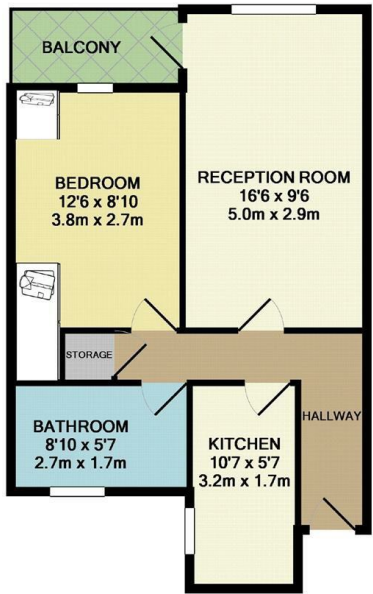 BALCONY
BEDROOM
12'6 x 8'10
3.8m x 2.7m
RECEPTION ROOM
16'6 x 9'6
5.0m x 2.9m
STORAGE
HALLWAY
BATHROOM
8'10 x 5'7
2.7m x 1.7m
KITCHEN
10'7 x 5'7
3.2m x 1.7m